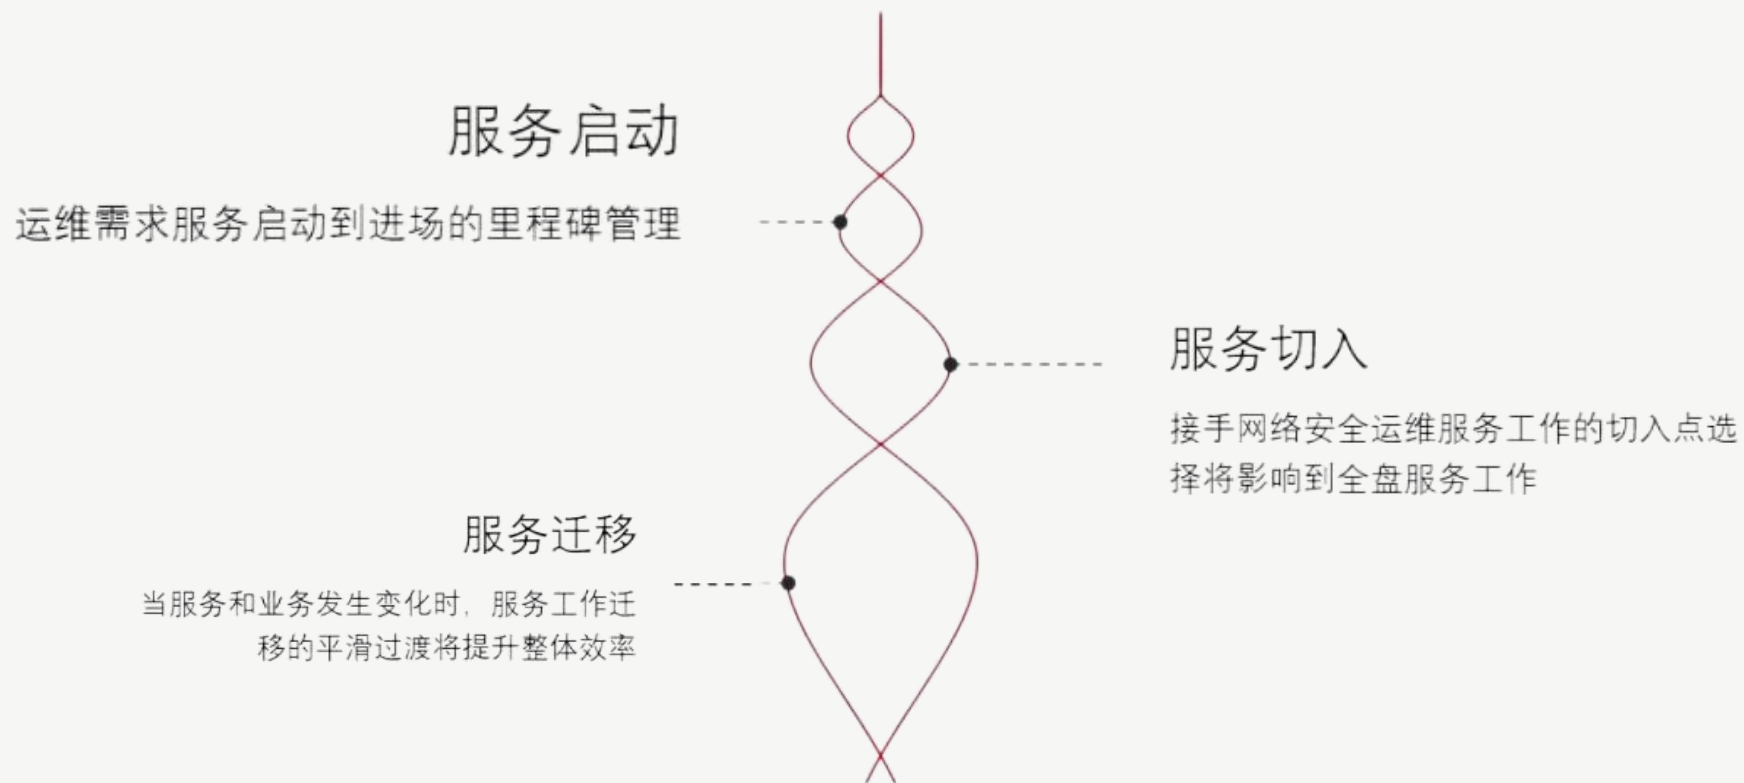 服务启动
运维需求服务启动到进场的里程碑管理
服务切入
接手网络安全运维服务工作的切入点选
择将影响到全盘服务工作
服务迁移
当服务和业务发生变化时，服务工作迁
移的平滑过渡将提升整体效率